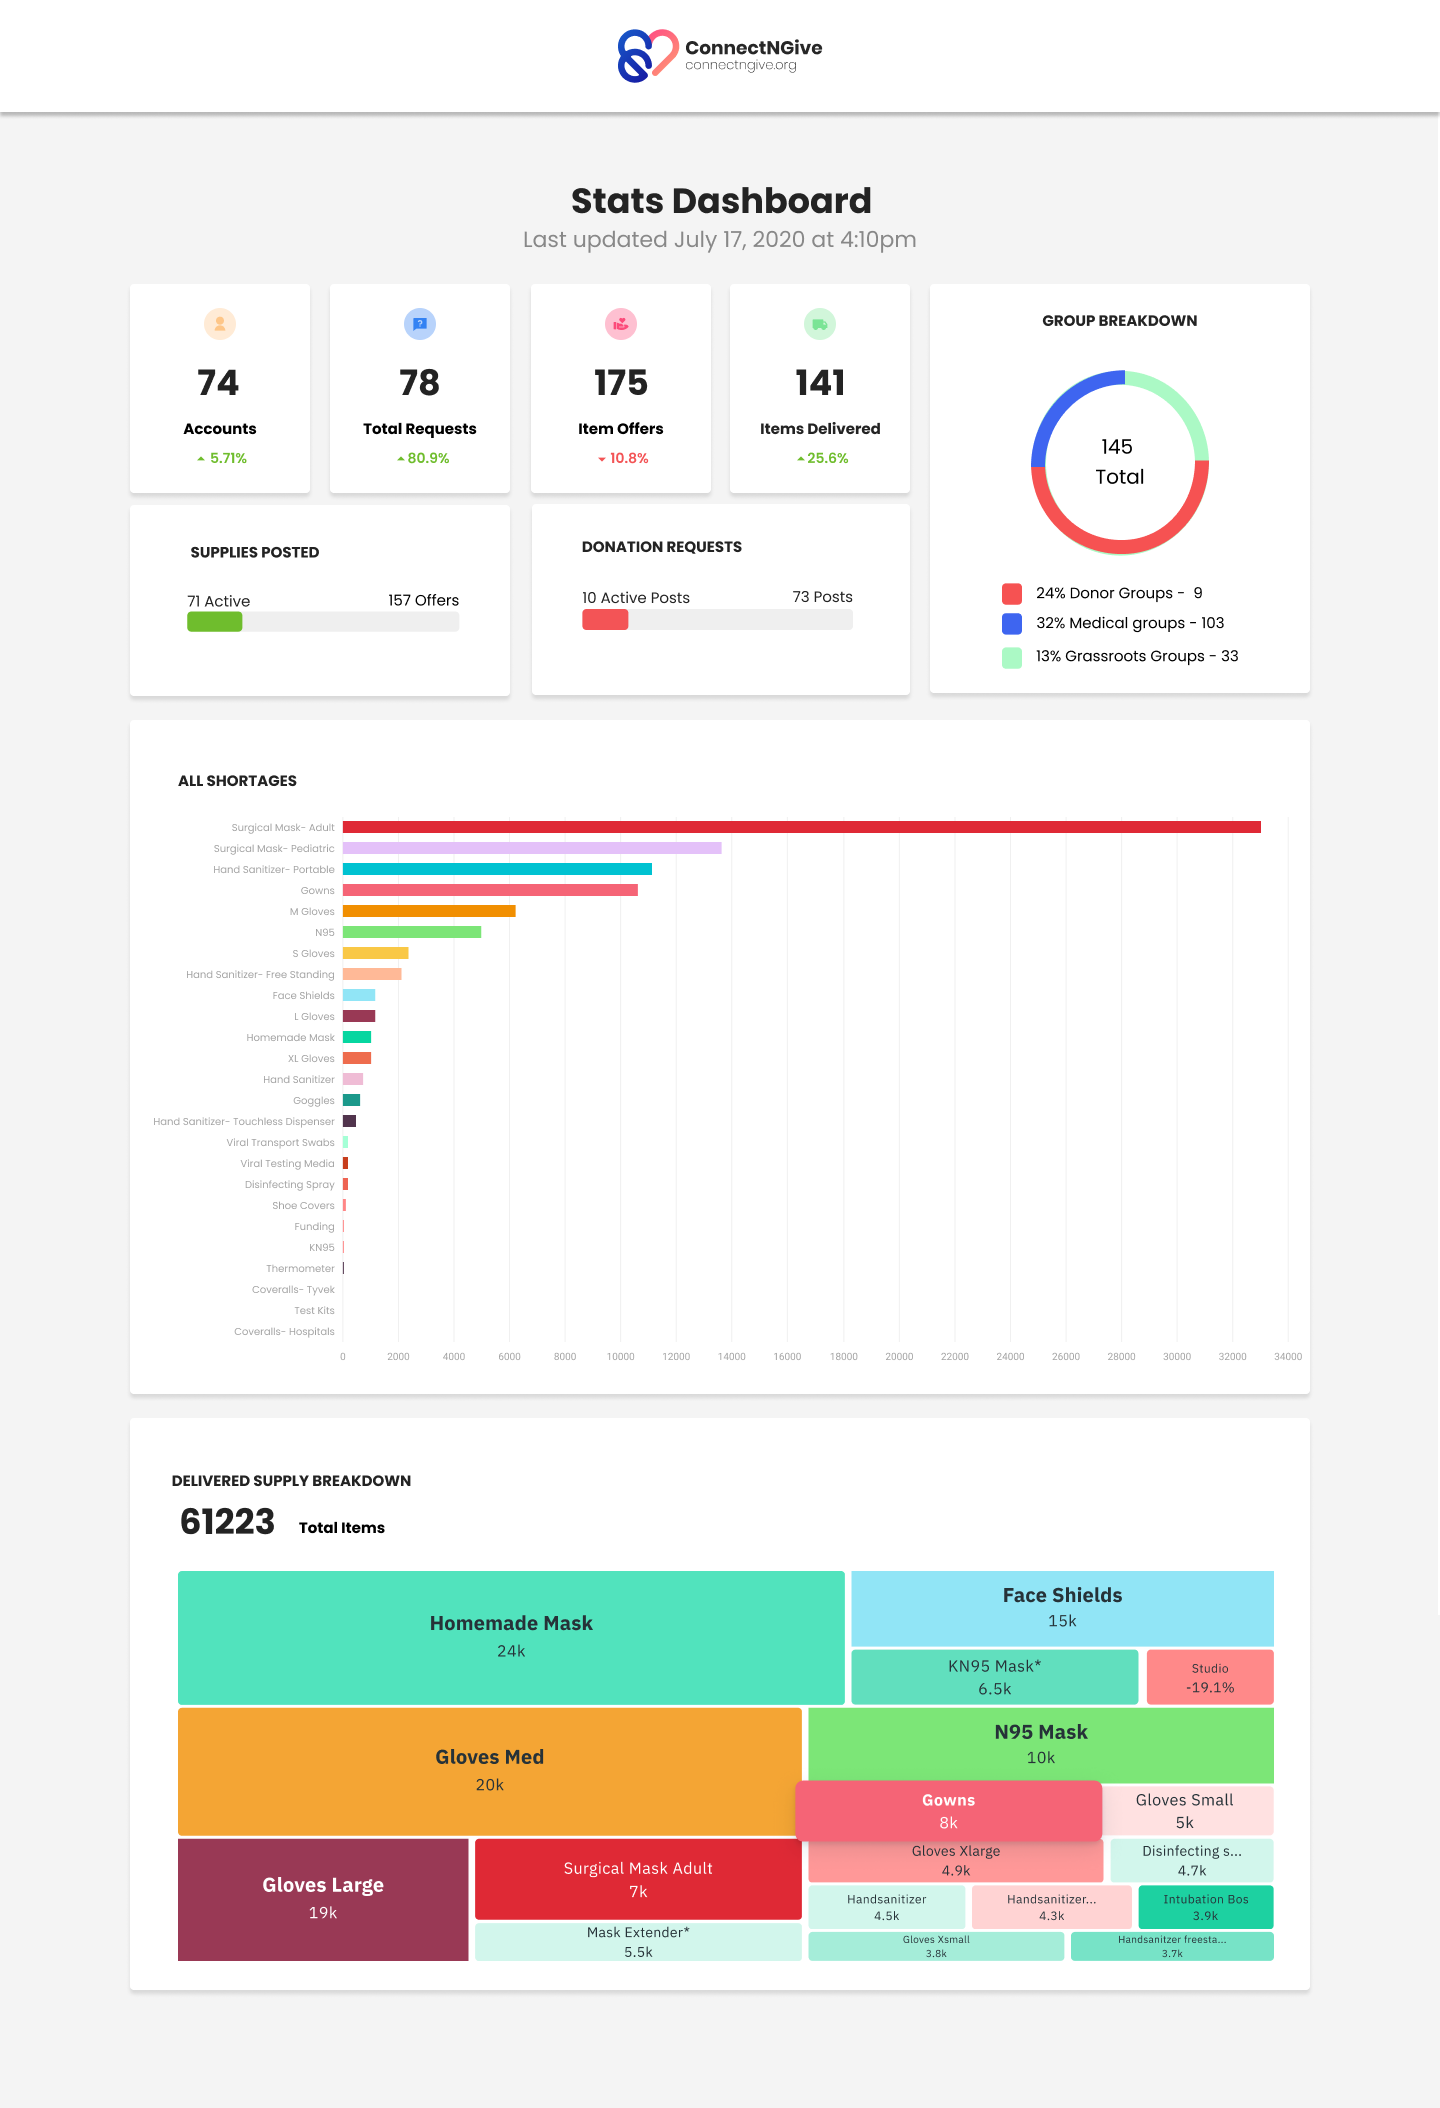 ConnectNGive
connectngive.org
Stats Dashboard
Last updated July 17, 2020 at 4:10pm
74
Accounts
5.71%
78
Total Requests
80.9%
175
Item Offers
10.8%
141
Items Delivered
25.6%
GROUP BREAKDOWN
145
Total
24% Donor Groups - 9
32% Medical groups - 103
13% Grassroots Groups - 33
SUPPLIES POSTED
71 Active
157 Offers
DONATION REQUESTS
10 Active Posts
73 Posts
ALL SHORTAGES
Surgical Mask- Adult
Surgical Mask- Pediatric
Hand Sanitizer- Portable
Gowns
M Gloves
N95
S Gloves
Hand Sanitizer- Free Standing
Face Shields
L Gloves
Homemade Mask
XL Gloves
Hand Sanitizer
Goggles
Hand Sanitizer- Touchless Dispenser
Viral Transport Swabs
Viral Testing Media
Disinfecting Spray
Shoe Covers
Funding
KN95
Thermometer
Coveralls- Tyvek
Test Kits
Coveralls- Hospitals
0 2000 4000 6000 8000 10000 12000 14000 16000 18000 20000 22000 24000 26000 28000 30000 32000 34000
DELIVERED SUPPLY BREAKDOWN
61223 Total Items
Homemade Mask
24k
Face Shields
15k
KN95 Mask*
6.5k
Studio
-19.1%
Gloves Med
20k
N95 Mask
10k
Gowns
8k
Gloves Small
5k
Gloves Large
19k
Surgical Mask Adult
7k
Mask Extender*
5.5k
Gloves Xlarge
4.9k
Disinfecting s...
4.7k
Handsanitizer
4.5k
Handsanitizer...
4.3k
Intubation Bos
3.9k
Gloves Xsmall
3.8k
Handsanitzer freesta...
3.7k